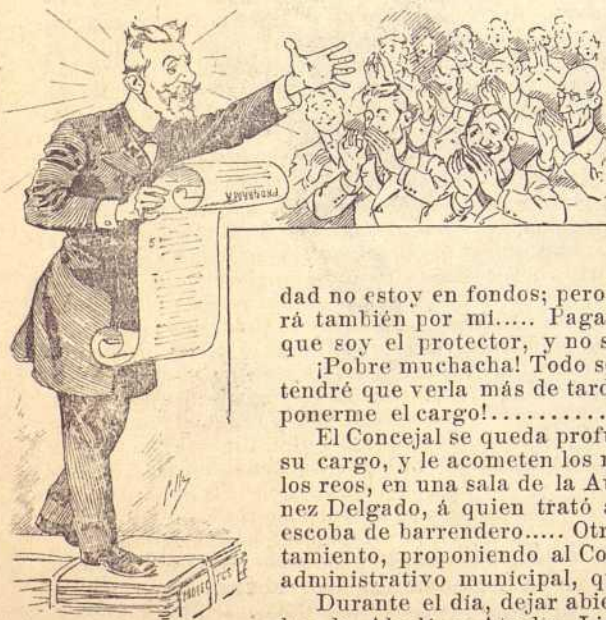 PROGRAMA
dad no estoy en fondos; pero
rá también por mi..... Paga
que soy el protector, y no s
¡Pobre muchacha! Todo s
tendré que verla más de tard
ponerme el cargo!..........
El Concejal se queda profu
su cargo, y le acometen los r
los reos, en una sala de la Au
nez Delgado, á quien trató a
escoba de barrendero..... Otr
tamiento, proponiendo al Co
administrativo municipal, q
Durante el día, dejar abie
PROYECTOS